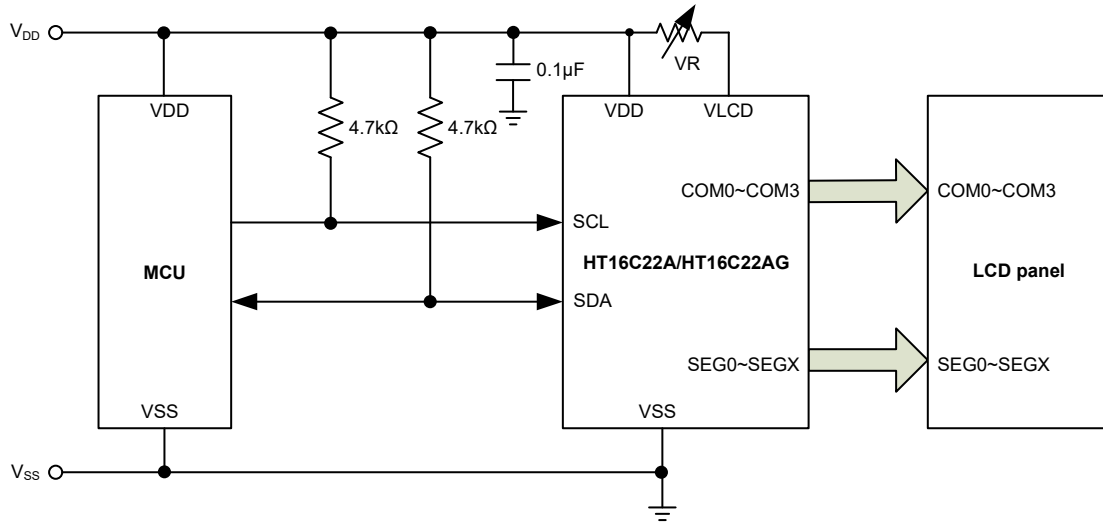 VDD
VR
0.1μF
VDD
VDD
VLCD
4.7kΩ
4.7kΩ
COM0~COM3
COM0~COM3
SCL
MCU
HT16C22A/HT16C22AG
LCD panel
SDA
SEG0~SEGX
SEG0~SEGX
VSS
VSS
VSS